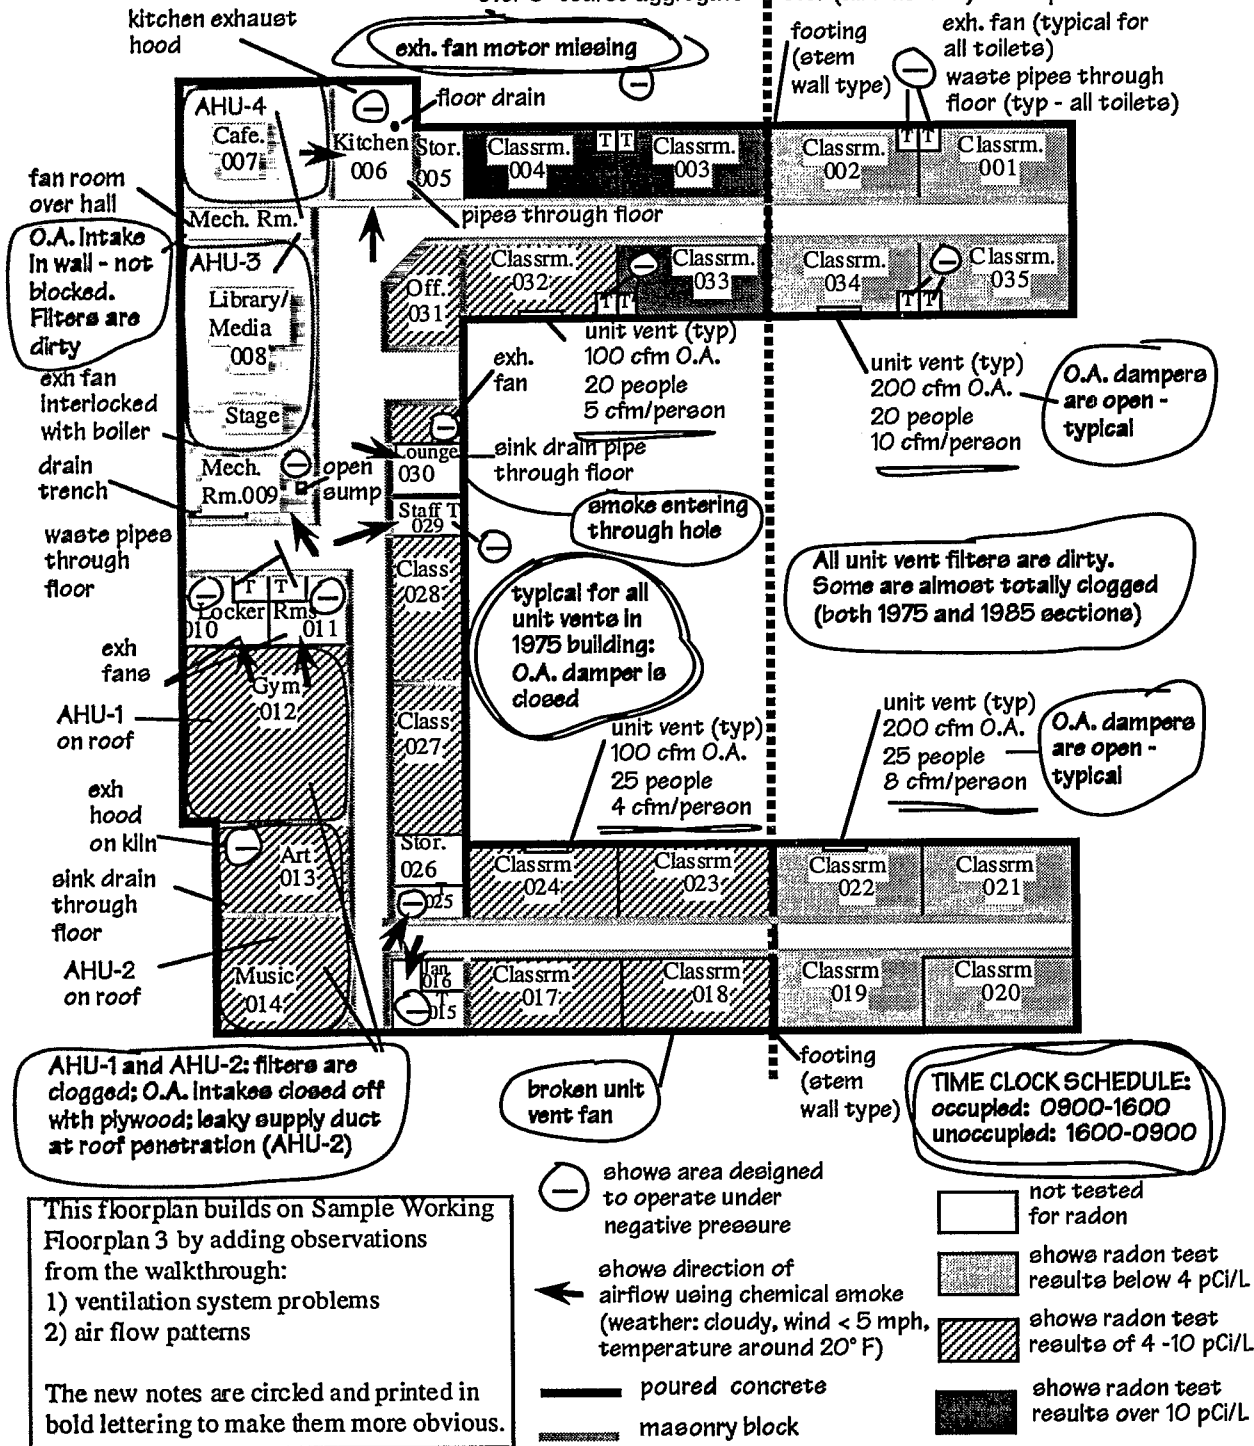 kitchen exhaust
hood
exh. fan motor missing
footing
(stem
wall type)
exh. fan (typical for
all toilets)
waste pipes through
floor (typ - all toilets)
floor drain
AHU-4
Cafe.
007
Kitchen
006
Stor.
005
Classrm.
004
T T
Classrm.
003
Classrm.
002
T T
Classrm.
001
fan room
over hall
Mech. Rm.
pipes through floor
O.A. Intake
In wall - not
blocked.
Filters are
dirty
AHU-3
Library/
Media
008
Stage
Off.
031
Classrm.
032
T T
Classrm.
033
Classrm.
034
T T
Classrm.
035
exh.
fan
unit vent (typ)
100 cfm O.A.
20 people
5 cfm/person
unit vent (typ)
200 cfm O.A.
20 people
10 cfm/person
O.A. dampers
are open -
typical
exh fan
interlocked
with boiler
drain
trench
Mech.
Rm.009
open
sump
Lounge
030
sink drain pipe
through floor
smoke entering
through hole
Staff T
029
waste pipes
through
floor
T T
Locker Rms
010
011
Class
028
typical for all
unit vents in
1975 building:
O.A. damper is
closed
All unit vent filters are dirty.
Some are almost totally clogged
(both 1975 and 1985 sections)
exh
fans
Gym
012
AHU-1
on roof
Class
027
unit vent (typ)
100 cfm O.A.
25 people
4 cfm/person
unit vent (typ)
200 cfm O.A.
25 people
8 cfm/person
O.A. dampers
are open -
typical
exh
hood
on kiln
Art
013
Stor.
026
T
025
Classrm
024
Classrm
023
Classrm
022
Classrm
021
sink drain
through
floor
AHU-2
on roof
Music
014
Jan
016
T
015
Classrm
017
Classrm
018
Classrm
019
Classrm
020
AHU-1 and AHU-2: filters are
clogged; O.A. intakes closed off
with plywood; leaky supply duct
at roof penetration (AHU-2)
broken unit
vent fan
footing
(stem
wall type)
TIME CLOCK SCHEDULE:
occupied: 0900-1600
unoccupied: 1600-0900
This floorplan builds on Sample Working
Floorplan 3 by adding observations
from the walkthrough:
1) ventilation system problems
2) air flow patterns
The new notes are circled and printed in
bold lettering to make them more obvious.
shows area designed
to operate under
negative pressure
shows direction of
airflow using chemical smoke
(weather: cloudy, wind < 5 mph,
temperature around 20° F)
poured concrete
masonry block
not tested
for radon
shows radon test
results below 4 pCi/L
shows radon test
results of 4 -10 pCi/L
shows radon test
results over 10 pCi/L